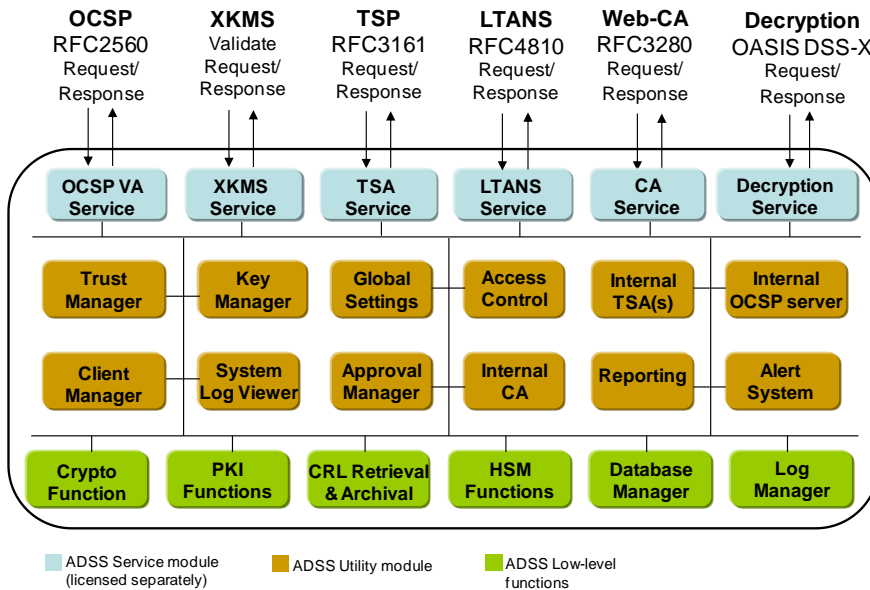 OCSP
RFC2560
Request/
Response
XKMS
Validate
Request/
Response
TSP
RFC3161
Request/
Response
LTANS
RFC4810
Request/
Response
Web-CA
RFC3280
Request/
Response
Decryption
OASIS DSS-X
Request/
Response
OCSP VA
Service
XKMS
Service
TSA
Service
LTANS
Service
CA
Service
Decryption
Service
Trust
Manager
Key
Manager
Global
Settings
Access
Control
Internal
TSA(s)
Internal
OCSP server
Client
Manager
System
Log Viewer
Approval
Manager
Internal
CA
Reporting
Alert
System
Crypto
Function
PKI
Functions
CRL Retrieval
& Archival
HSM
Functions
Database
Manager
Log
Manager
ADSS Service module
(licensed separately)
ADSS Utility module
ADSS Low-level
functions